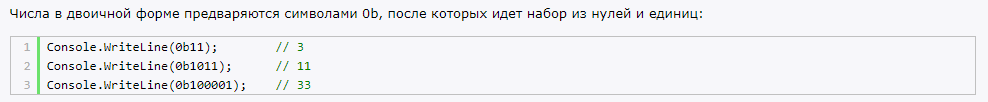 Числа в двоичной форме предваряются символами 0b, после которых идет набор из нулей и единиц:
1 Console.WriteLine(0b11);        // 3
2 Console.WriteLine(0b1011);      // 11
3 Console.WriteLine(0b100001);    // 33